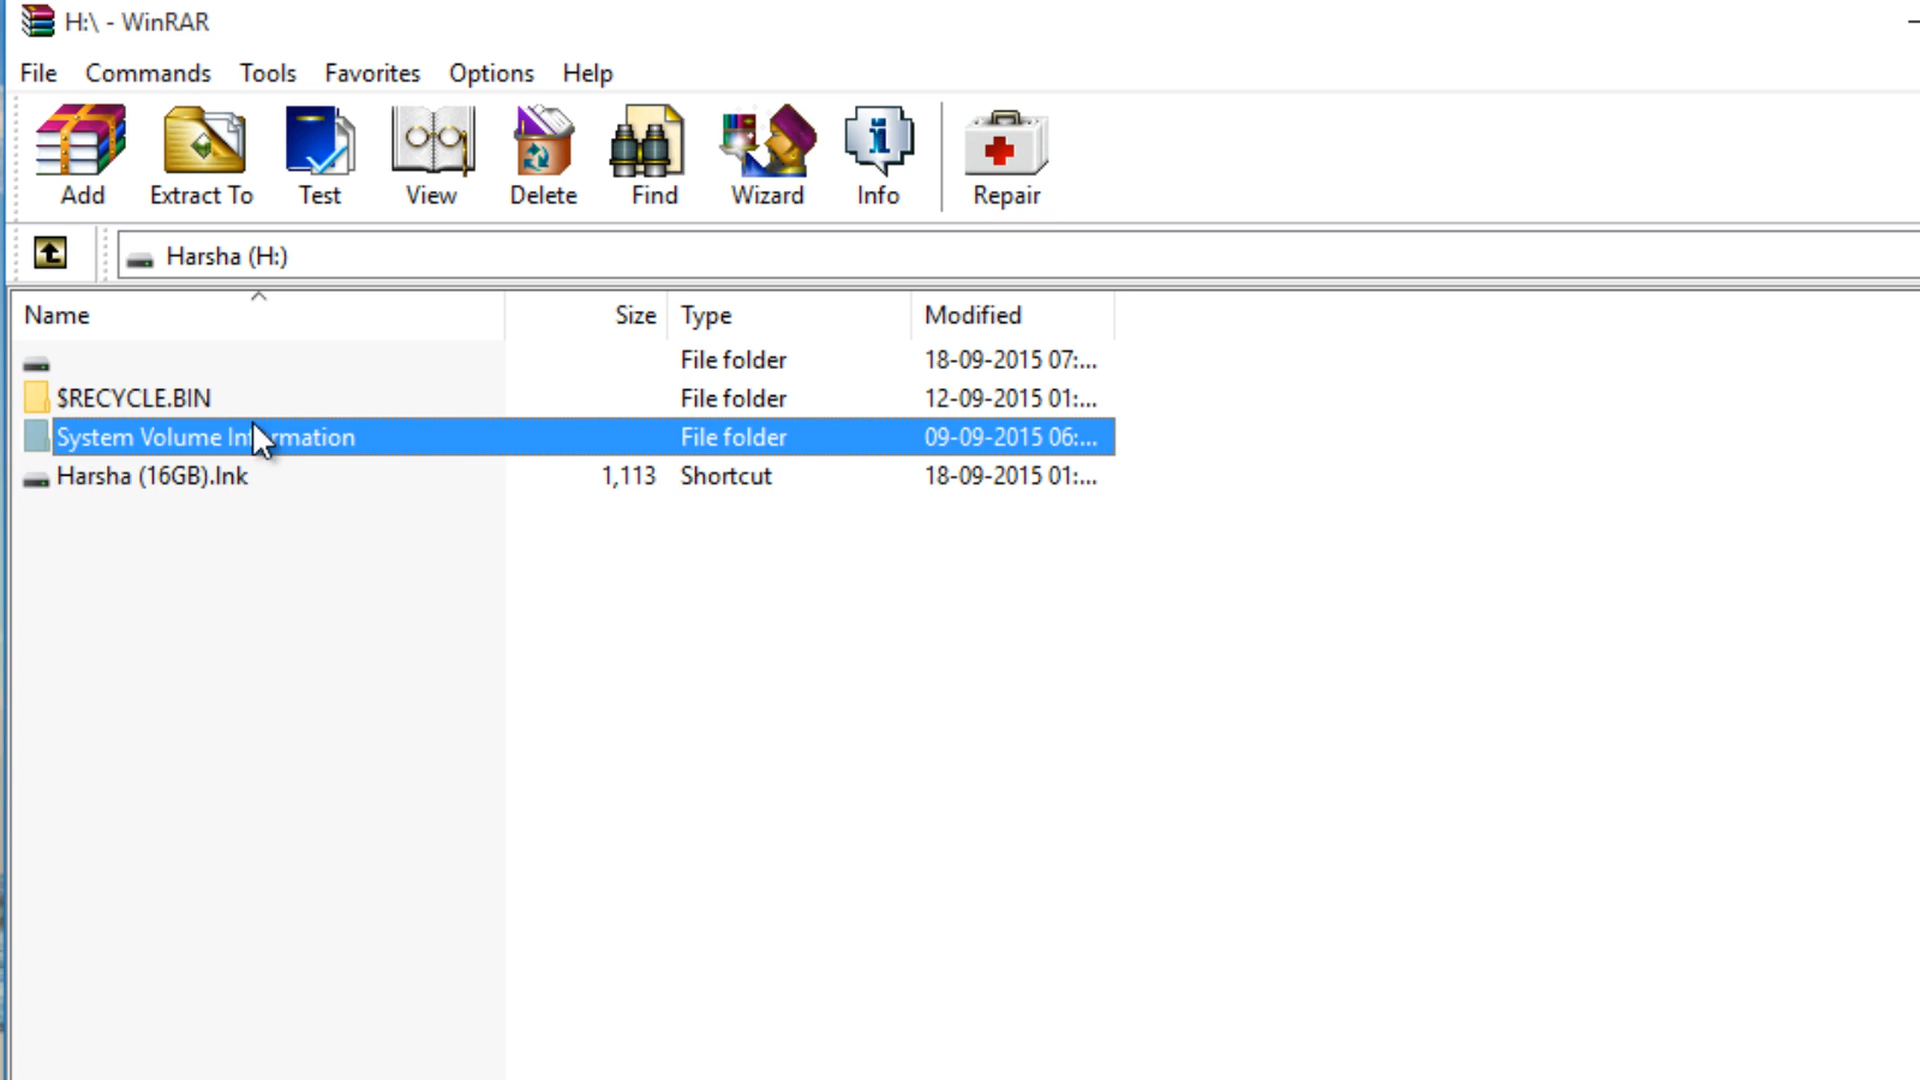 H:\ - WinRAR
File Commands Tools Favorites Options Help
Add Extract To Test View Delete Find Wizard Info Repair
Harsha (H:)
Name Size Type Modified
File folder 18-09-2015 07:...
$RECYCLE.BIN File folder 12-09-2015 01:...
System Volume Information File folder 09-09-2015 06:...
Harsha (16GB).lnk 1,113 Shortcut 18-09-2015 01:...